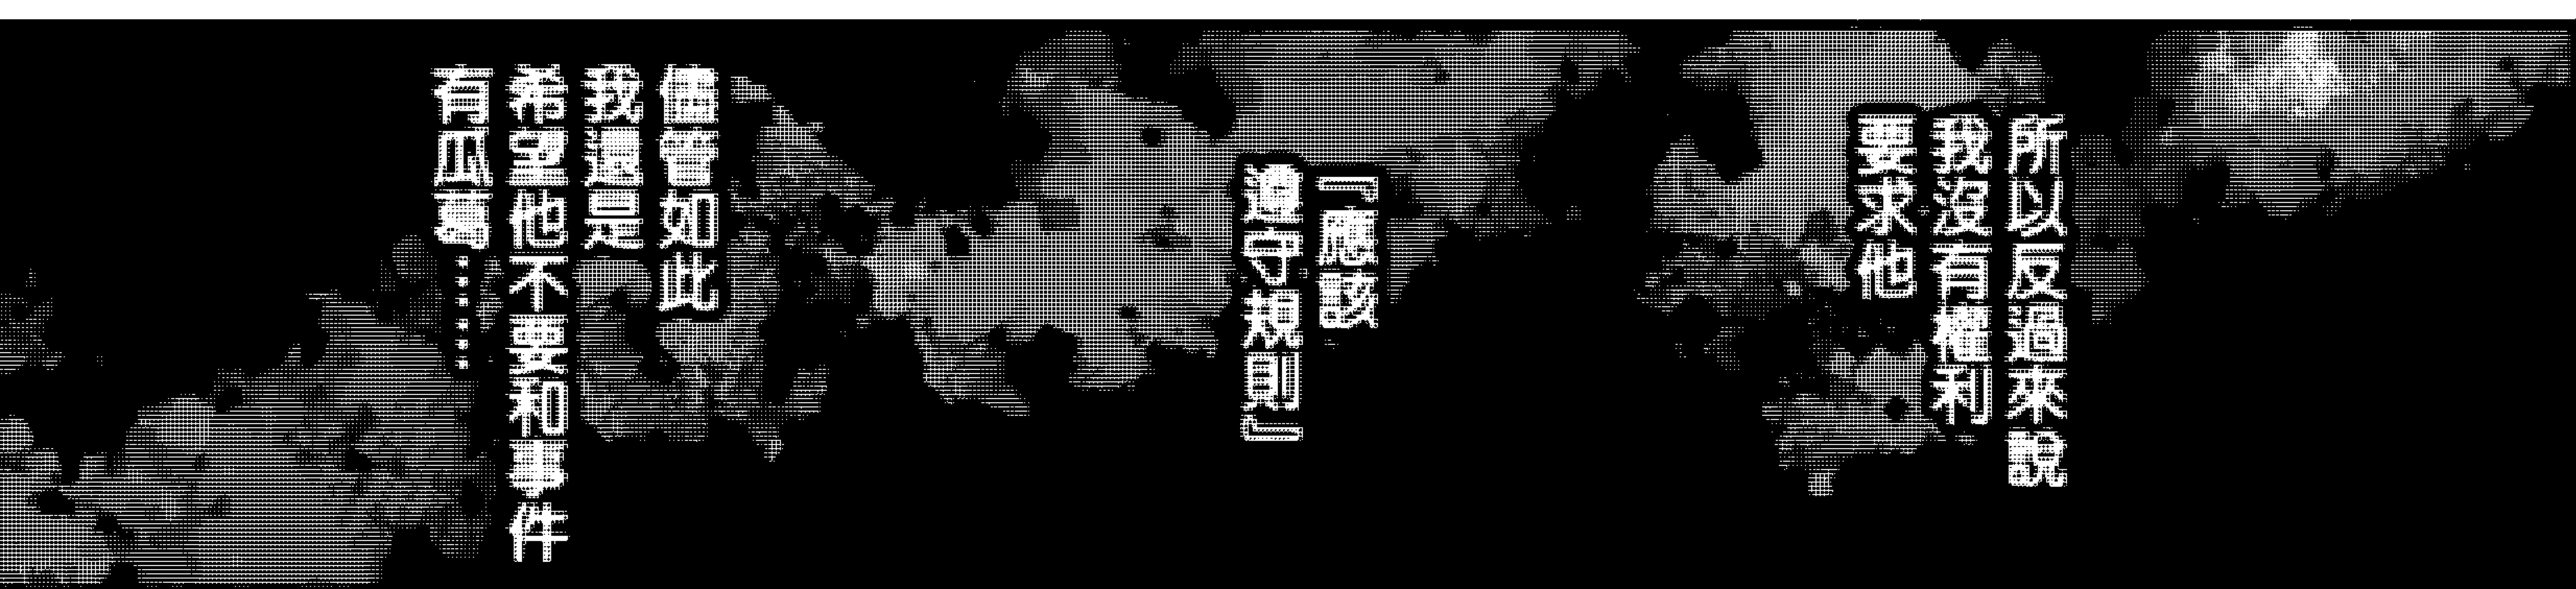 所以反過來說
我沒有權利
要求他
『應該
遵守規則』
儘管如此
我還是
希望他不要和事件
有瓜葛⋯⋯